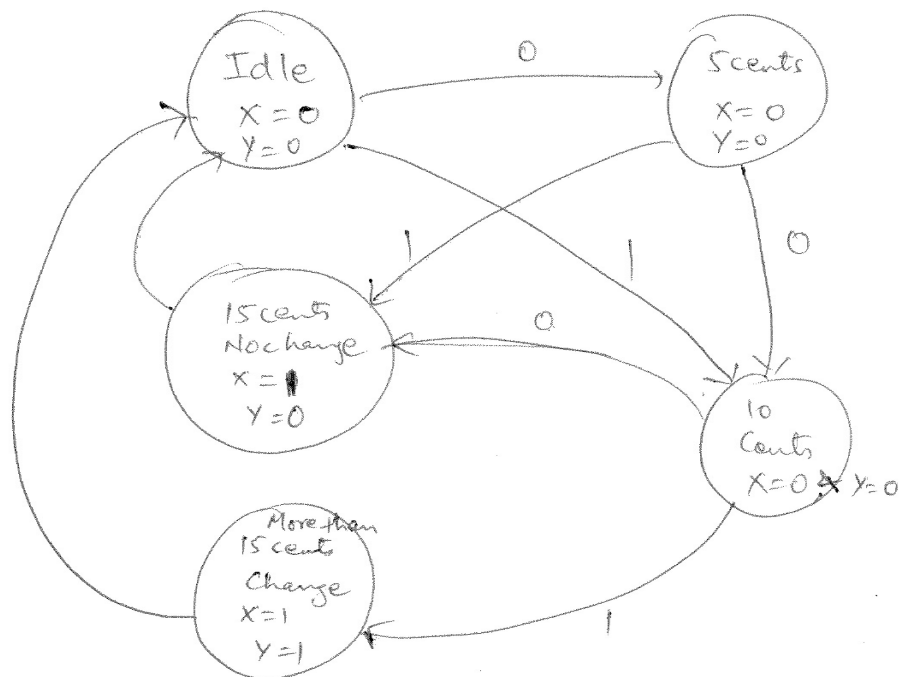 Idle
X = 0
Y = 0
0
5 cents
X = 0
Y = 0
1
1
0
15 cents
No change
X = 1
Y = 0
0
10
Cents
X = 0 & Y = 0
More than
15 cents
Change
X = 1
Y = 1
1